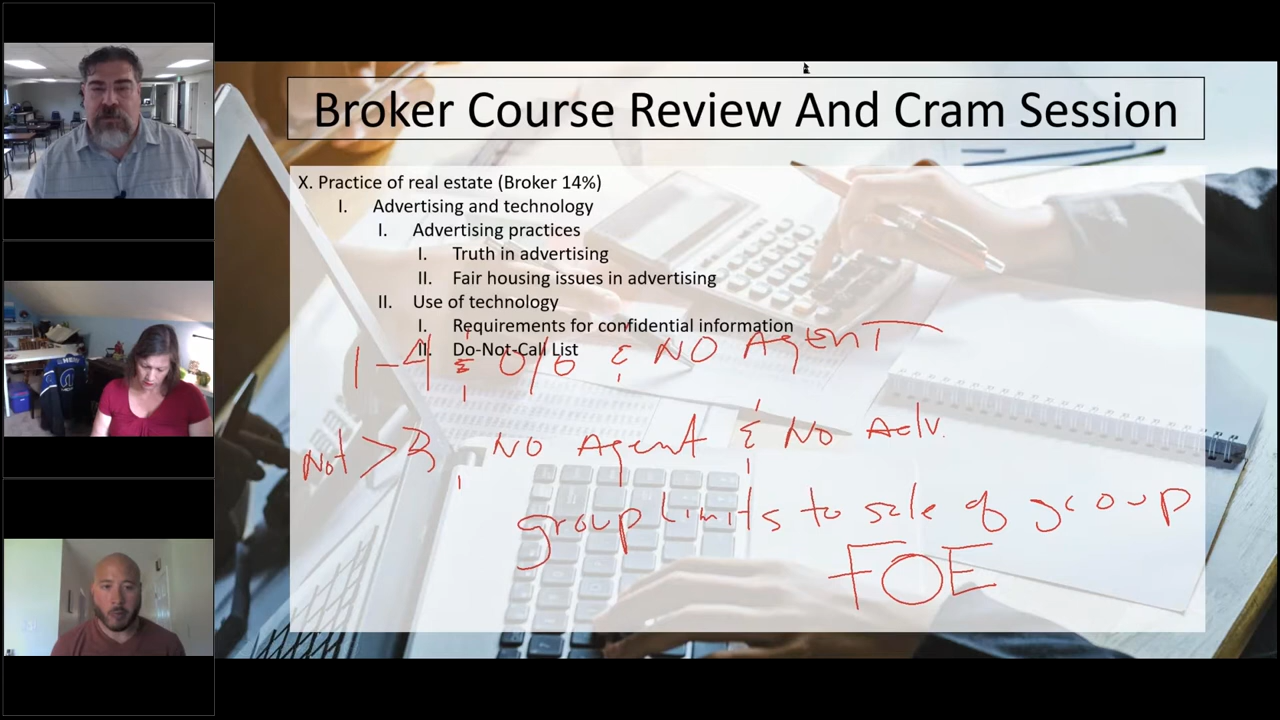 Broker Course Review And Cram Session
X. Practice of real estate (Broker 14%)
I. Advertising and technology
I. Advertising practices
I. Truth in advertising
II. Fair housing issues in advertising
II. Use of technology
I. Requirements for confidential information
II. Do-Not-Call List
1-4 & O/O & NO AgenT
Not > 3, NO Agent & NO Adv.
group limits to sale of group
FOE